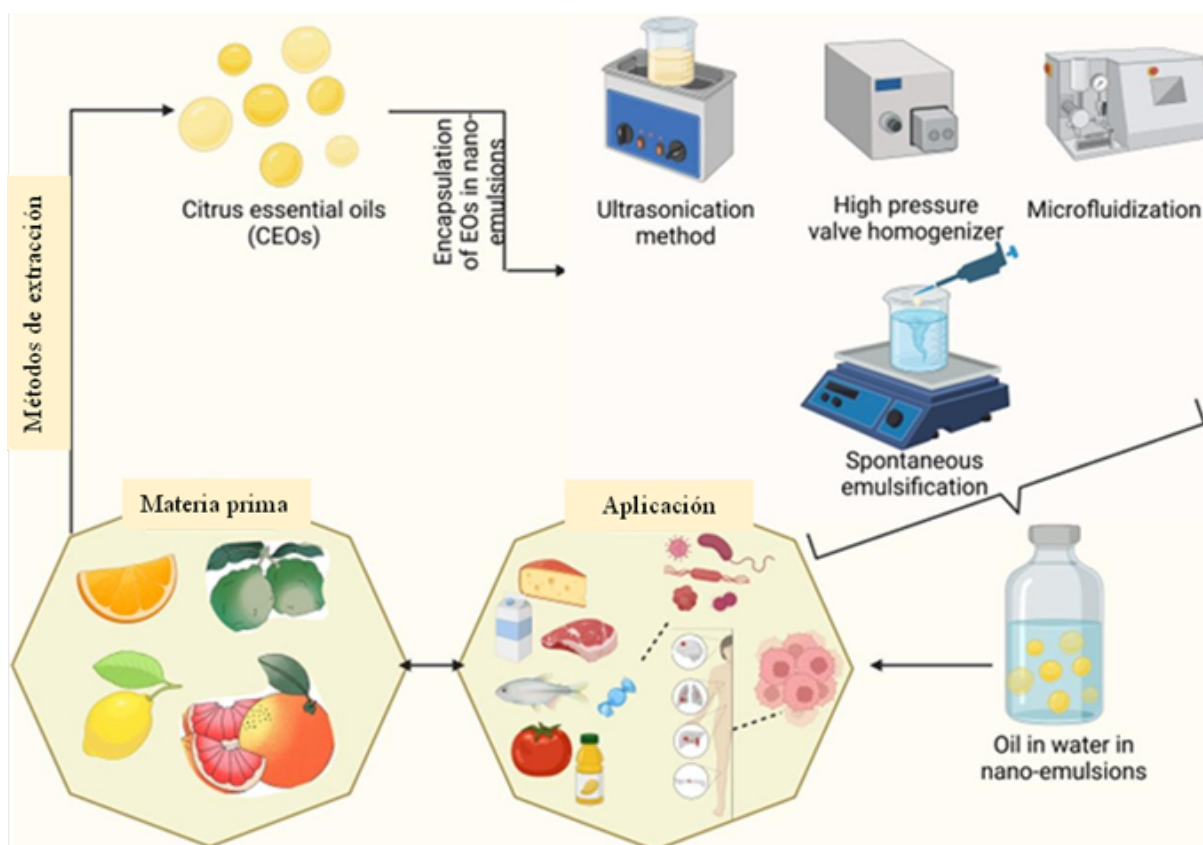 Métodos de extracción
Citrus essential oils
(CEOs)
Encapsulation
of EOs in nano-
emulsions
Ultrasonication
method
High pressure
valve homogenizer
Microfluidization
Spontaneous
emulsification
Materia prima
Aplicación
Oil in water in
nano-emulsions